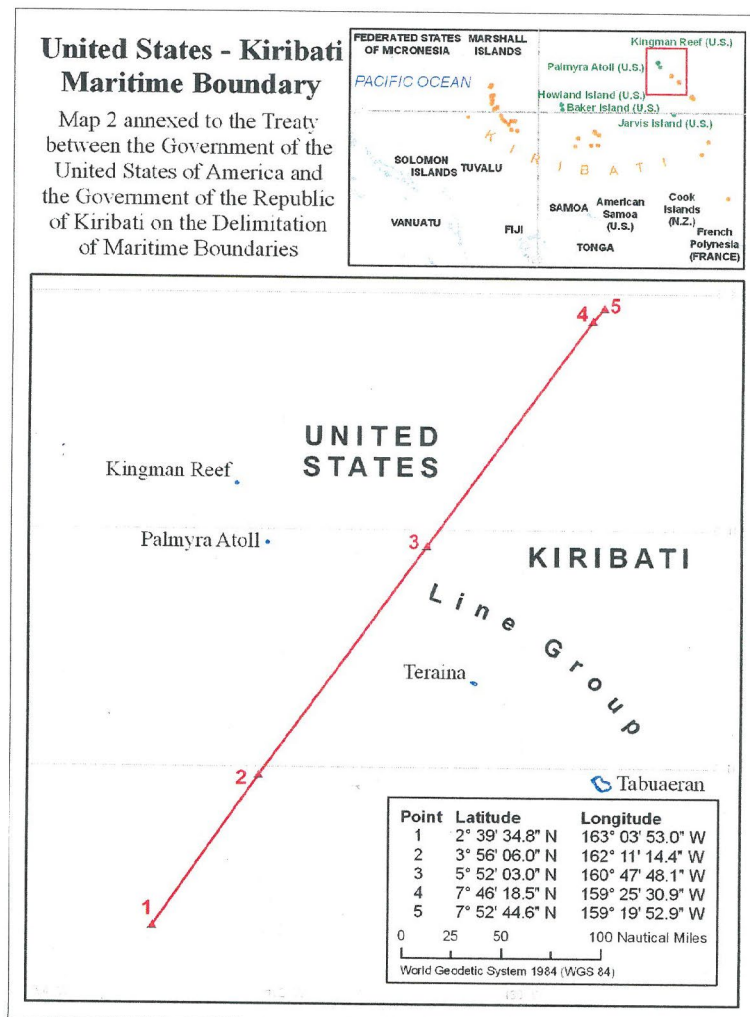 United States - Kiribati
Maritime Boundary
Map 2 annexed to the Treaty
between the Government of the
United States of America and
the Government of the Republic
of Kiribati on the Delimitation
of Maritime Boundaries
FEDERATED STATES
OF MICRONESIA
MARSHALL
ISLANDS
Kingman Reef (U.S.)
Palmyra Atoll (U.S.)
PACIFIC OCEAN
Howland Island (U.S.)
Baker Island (U.S.)
Jarvis Island (U.S.)
KIRIBATI
SOLOMON
ISLANDS
TUVALU
SAMOA
American
Samoa
(U.S.)
Cook
Islands
(N.Z.)
VANUATU
FIJI
TONGA
French
Polynesia
(FRANCE)
4
5
UNITED
STATES
Kingman Reef
Palmyra Atoll
3
KIRIBATI
Line Group
Teraina
2
Tabuaeran
1
Point Latitude Longitude
1 2° 39' 34.8" N 163° 03' 53.0" W
2 3° 56' 06.0" N 162° 11' 14.4" W
3 5° 52' 03.0" N 160° 47' 48.1" W
4 7° 46' 18.5" N 159° 25' 30.9" W
5 7° 52' 44.6" N 159° 19' 52.9" W
0 25 50 100 Nautical Miles
World Geodetic System 1984 (WGS 84)